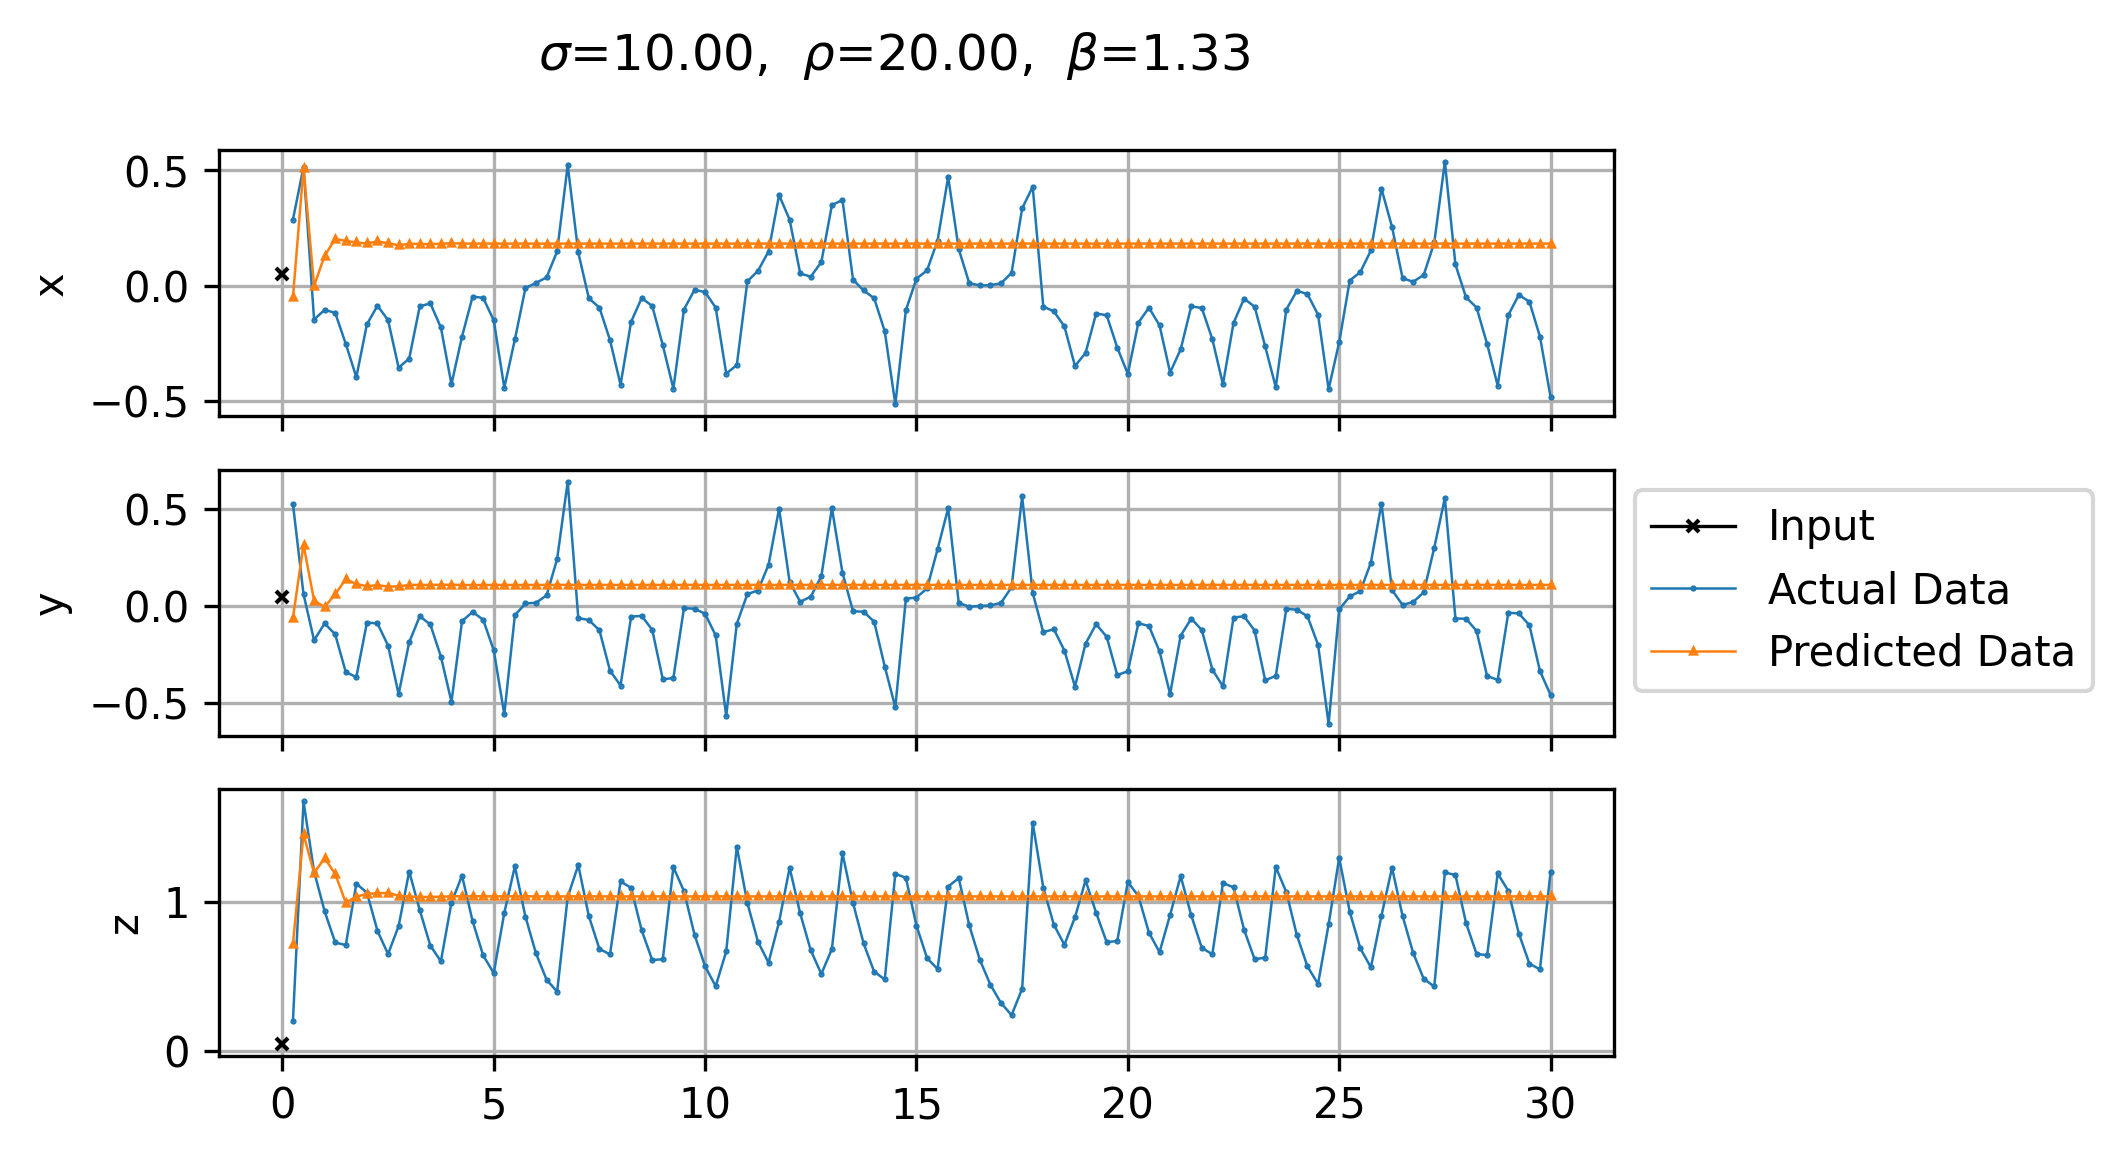 σ=10.00, ρ=20.00, β=1.33
0.5
0.0
−0.5
x
0.5
0.0
−0.5
y
Input
Actual Data
Predicted Data
1
0
z
0 5 10 15 20 25 30